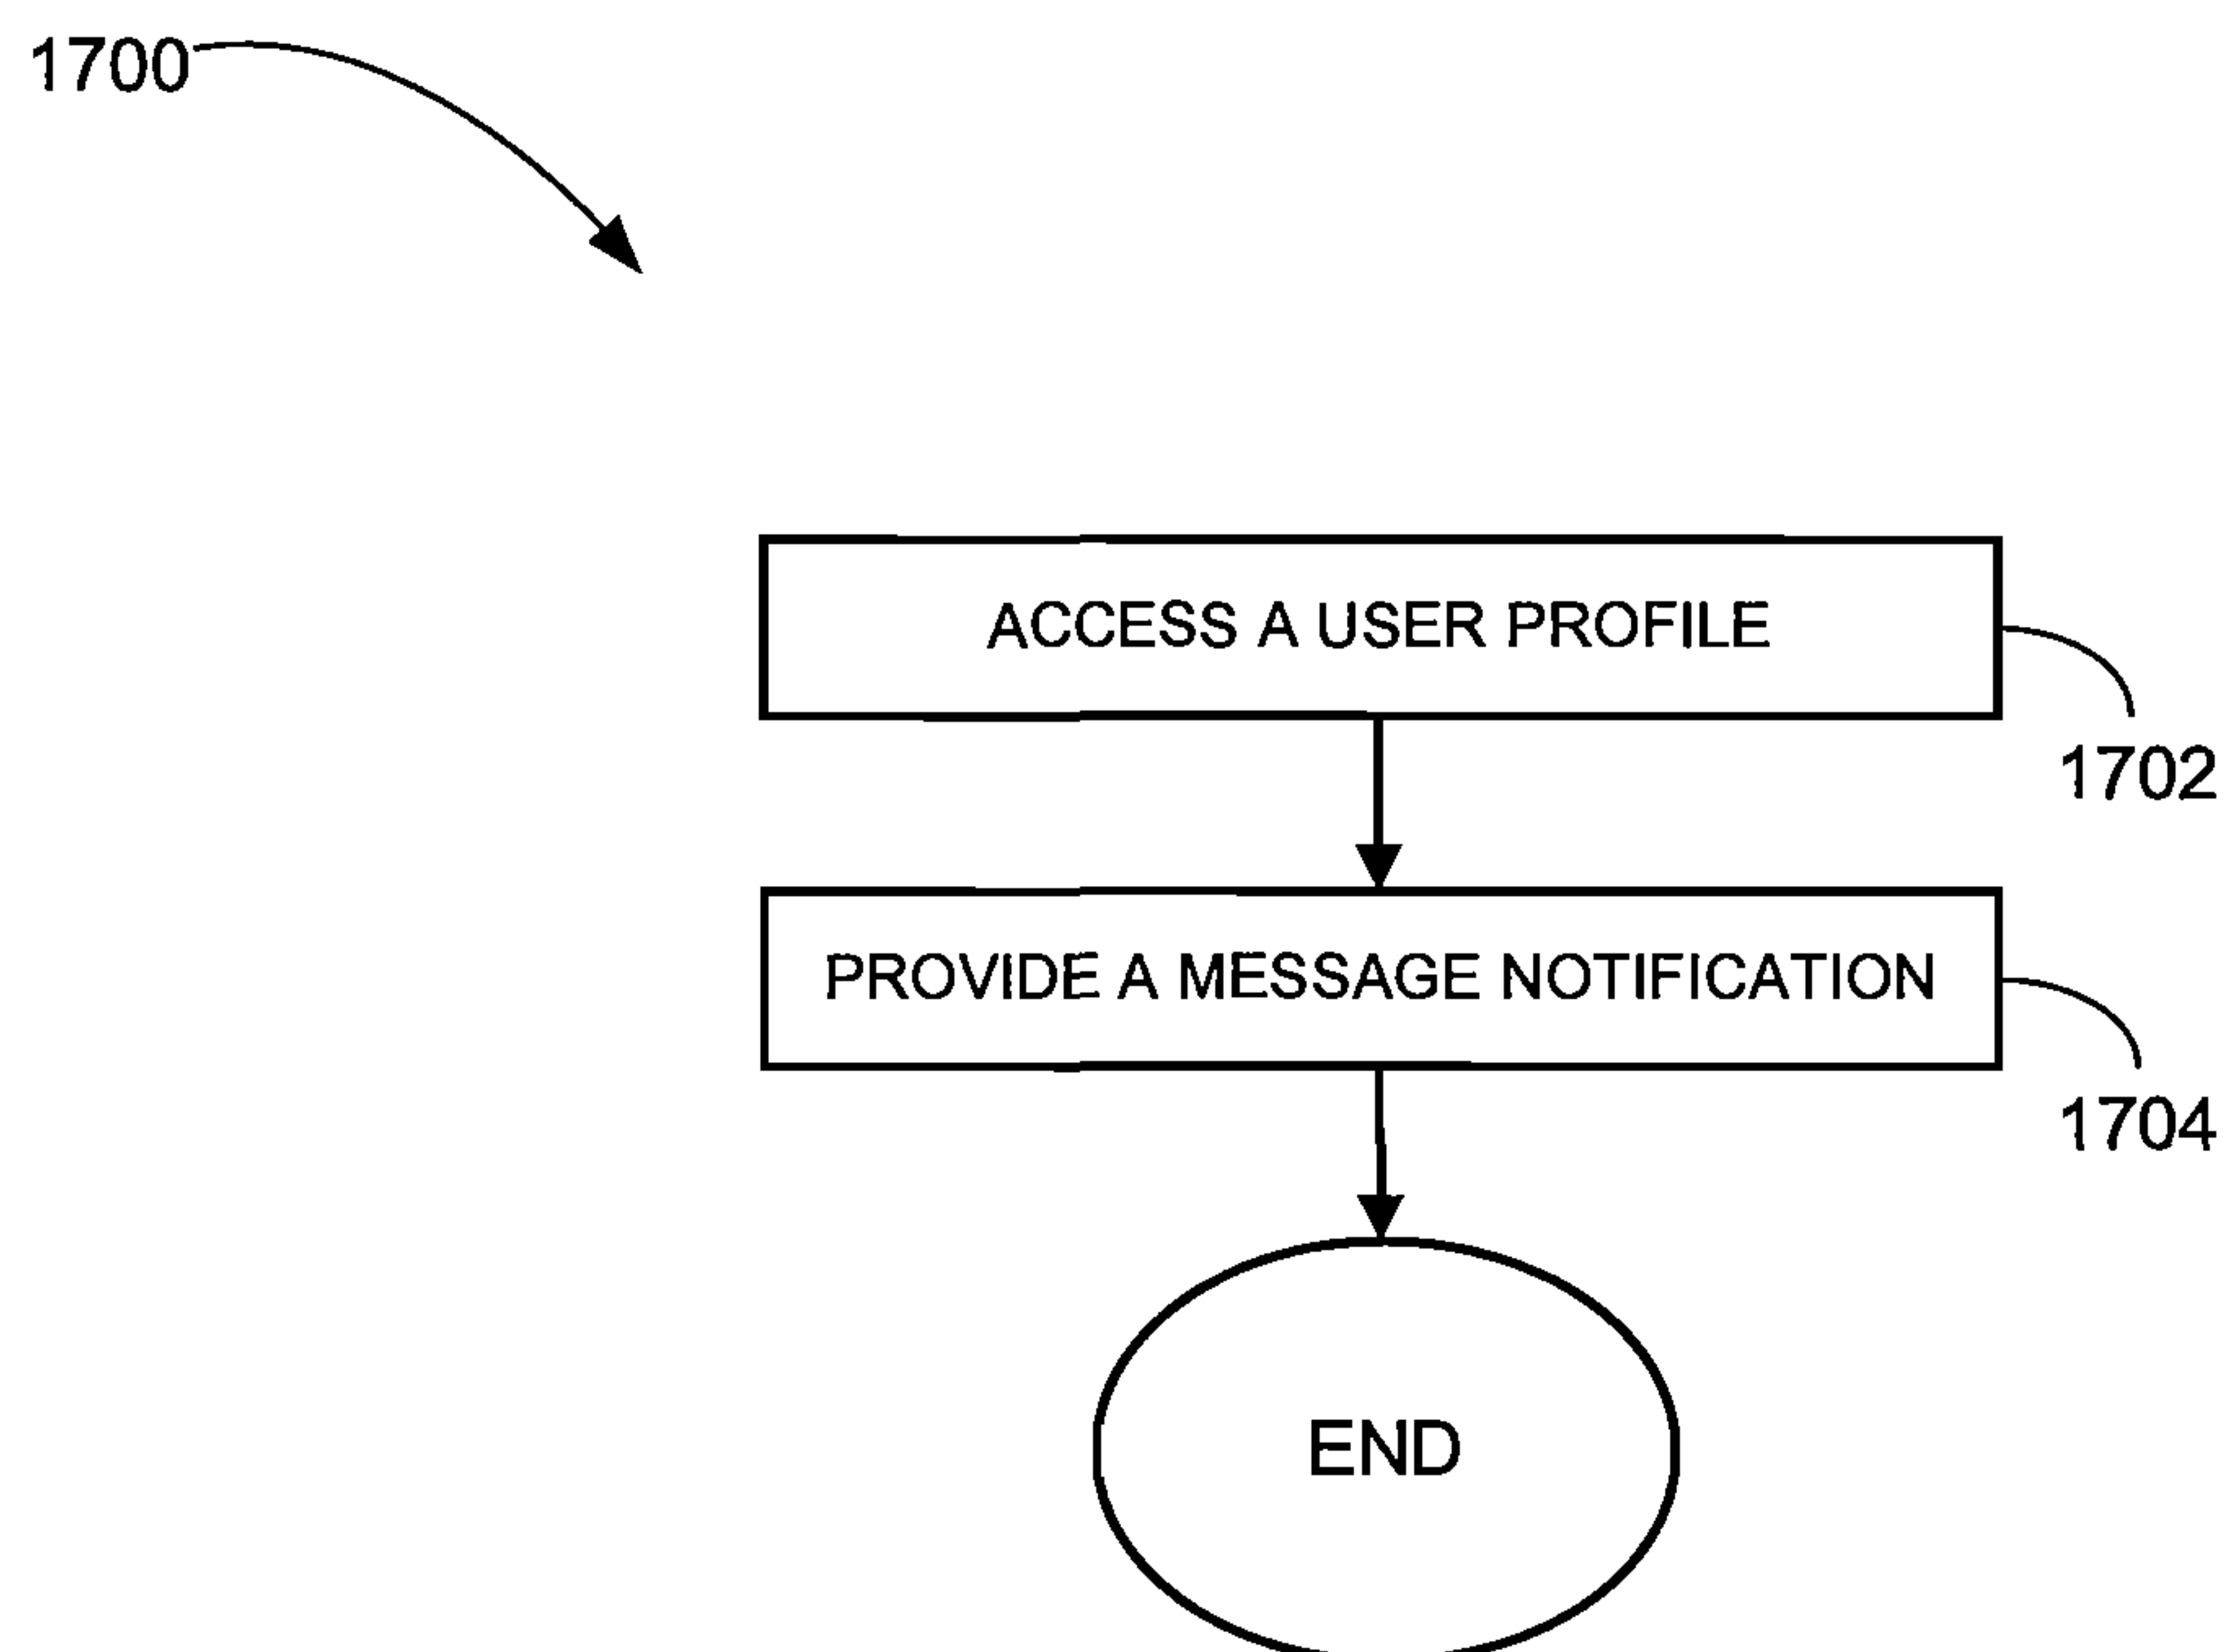 1700
ACCESS A USER PROFILE
1702
PROVIDE A MESSAGE NOTIFICATION
1704
END